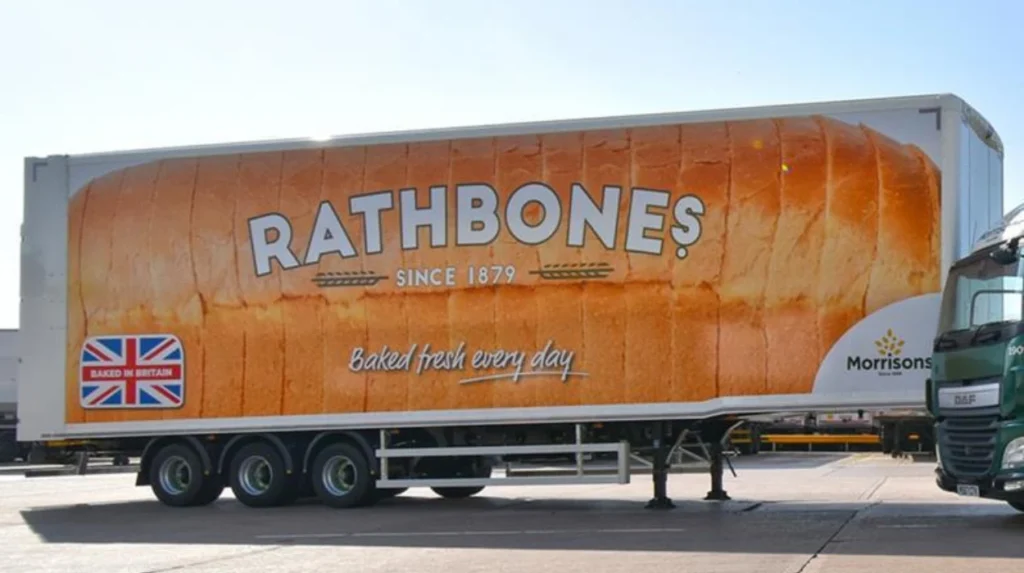 RATHBONES
SINCE 1879
Baked fresh every day
BAKED IN BRITAIN
Morrisons
DAF